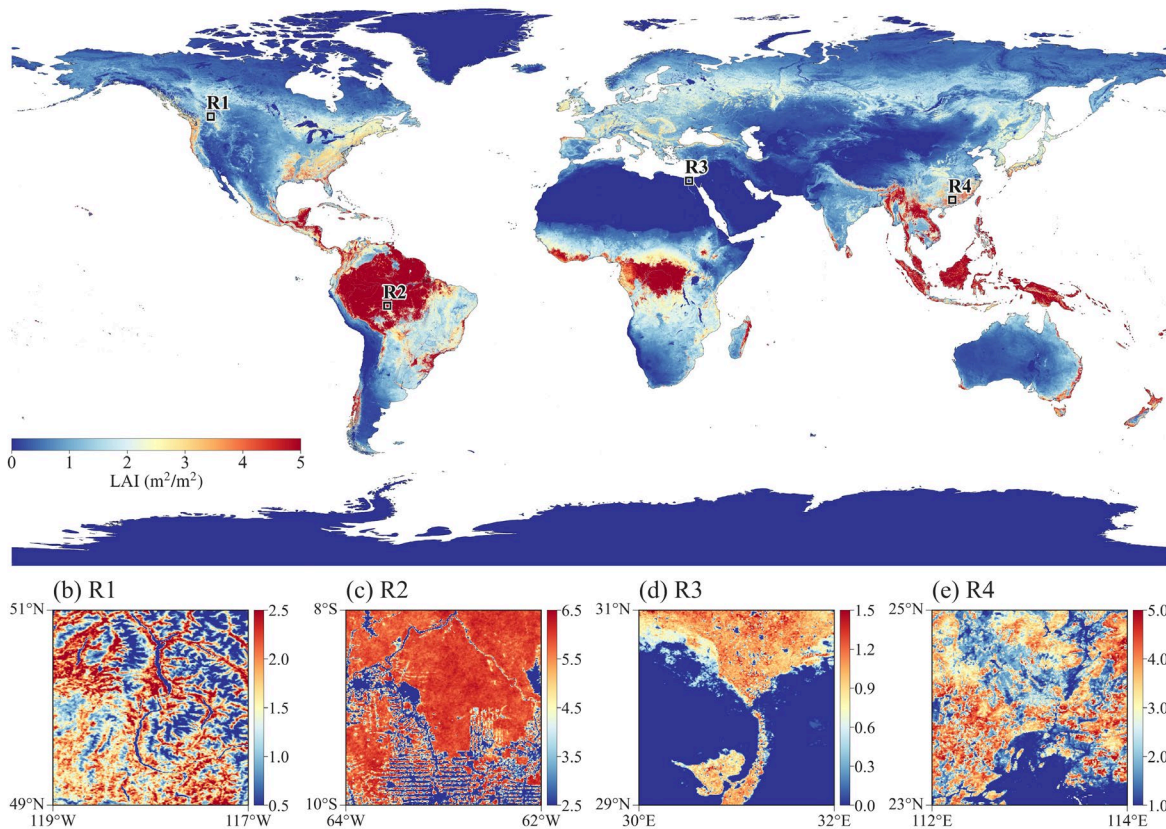 R1
R3
R4
R2
0 1 2 3 4 5
LAI (m²/m²)
(b) R1 (c) R2 (d) R3 (e) R4
51°N 2.5 8°S 6.5 31°N 1.5 25°N 5.0
1.2
2.0 5.5 4.0
0.9
1.5 4.5 3.0
0.6
1.0 3.5 2.0
0.3
49°N 0.5 10°S 2.5 29°N 0.0 23°N 1.0
119°W 117°W 64°W 62°W 30°E 32°E 112°E 114°E